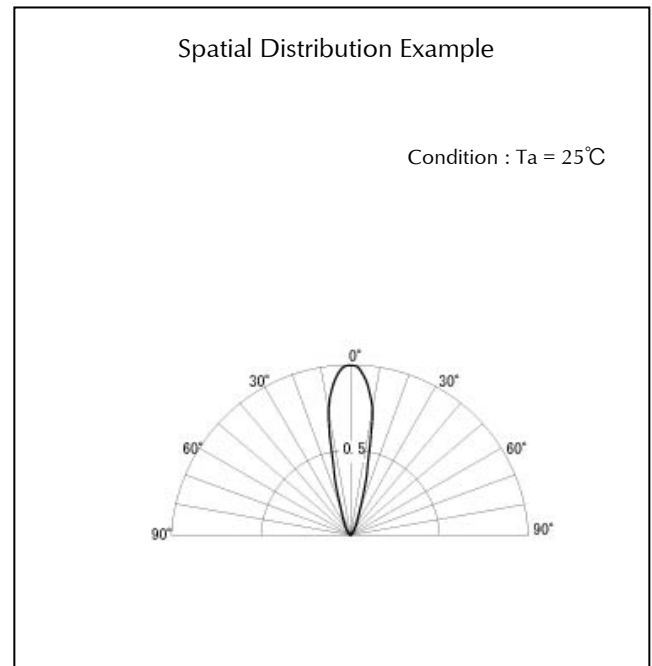 Spatial Distribution Example
Condition : Ta = 25℃
0°
30° 30°
60° 0.5 60°
90° 90°